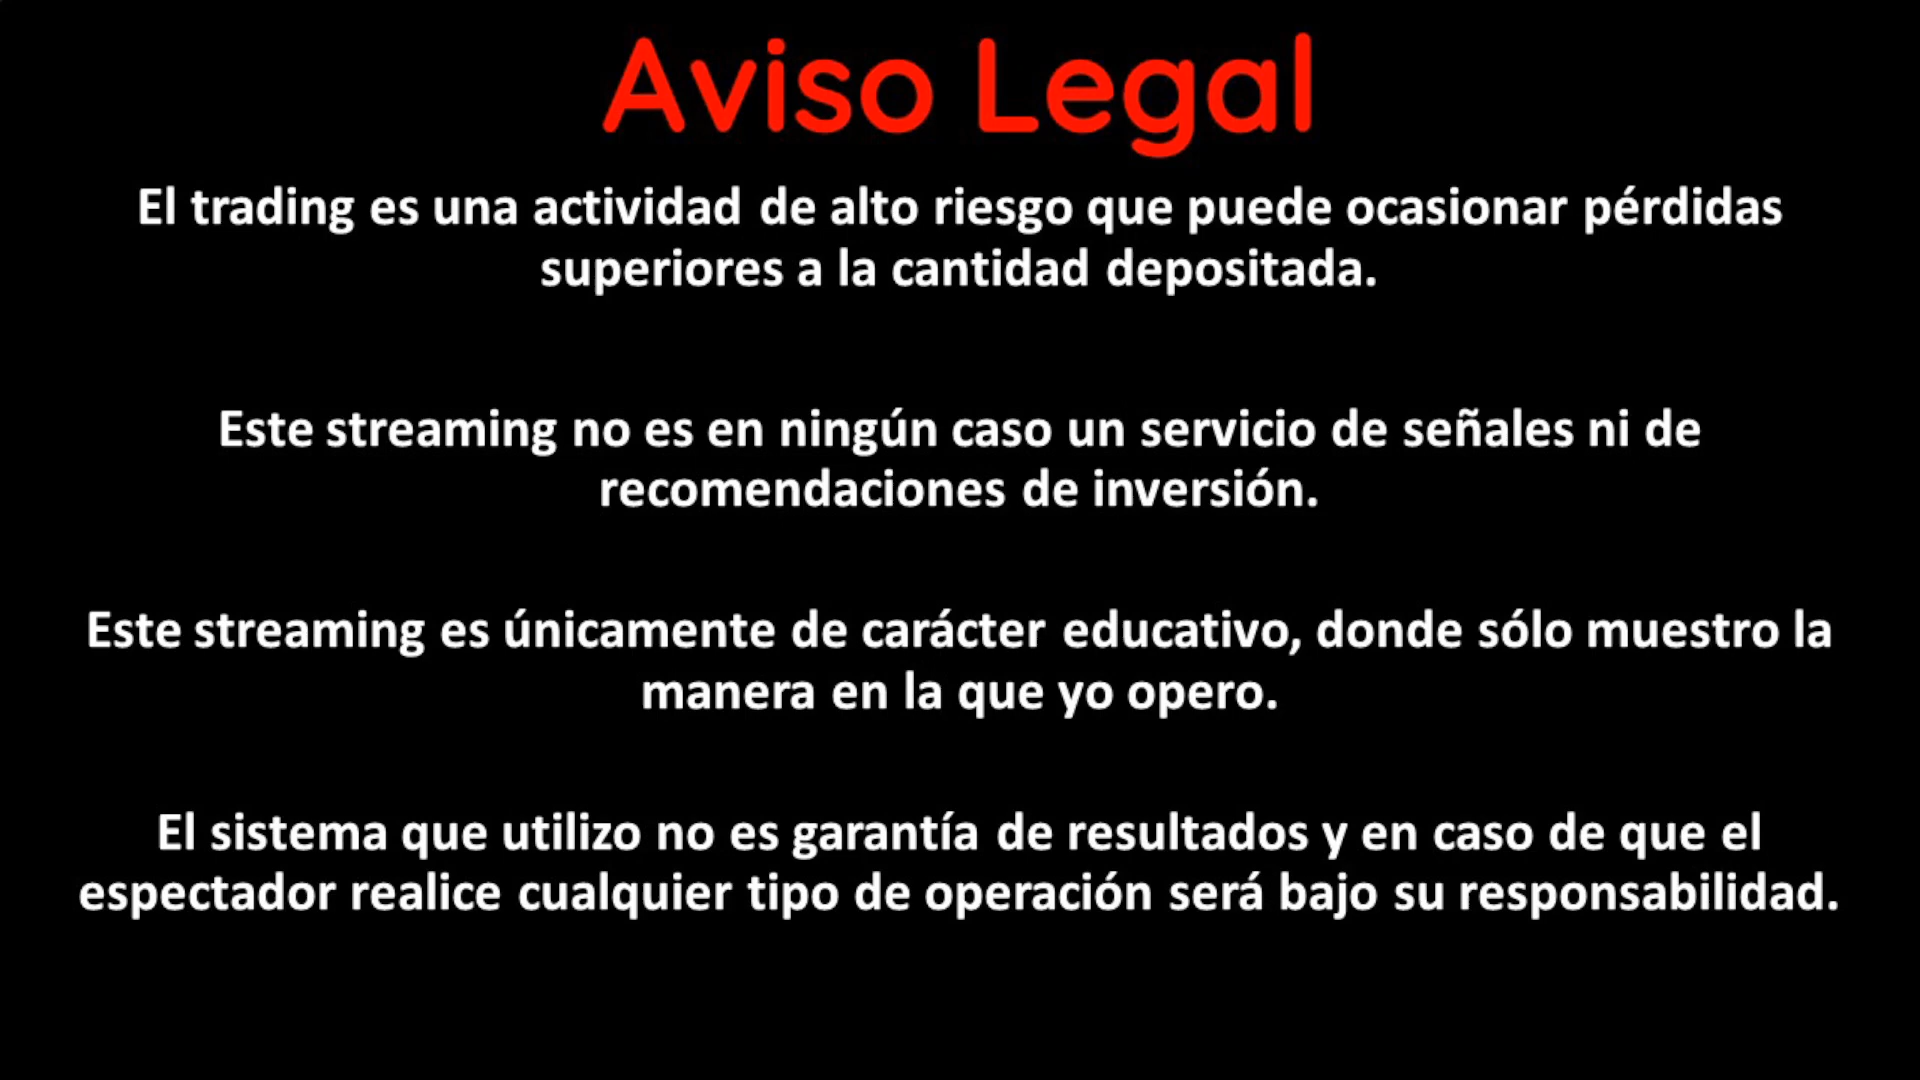 Aviso Legal
El trading es una actividad de alto riesgo que puede ocasionar pérdidas
superiores a la cantidad depositada.
Este streaming no es en ningún caso un servicio de señales ni de
recomendaciones de inversión.
Este streaming es únicamente de carácter educativo, donde sólo muestro la
manera en la que yo opero.
El sistema que utilizo no es garantía de resultados y en caso de que el
espectador realice cualquier tipo de operación será bajo su responsabilidad.